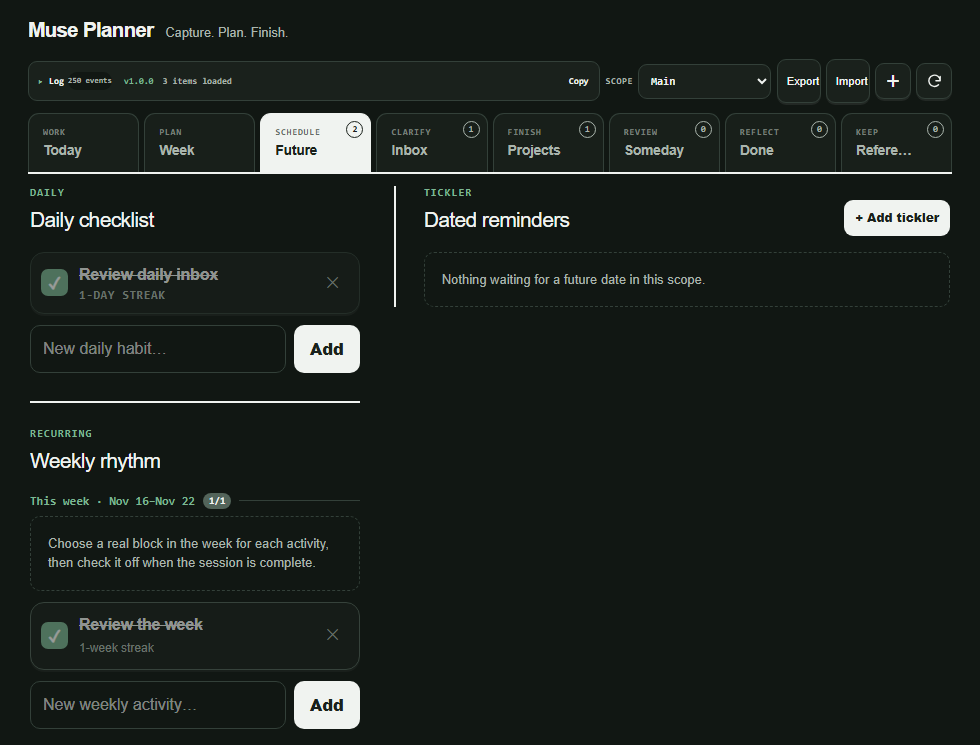 Muse Planner Capture. Plan. Finish.
▸ Log 250 events v1.0.0 3 items loaded Copy SCOPE Main Export Import +
WORK
Today
PLAN
Week
SCHEDULE 2
Future
CLARIFY 1
Inbox
FINISH 1
Projects
REVIEW 0
Someday
REFLECT 0
Done
KEEP 0
Refere…
DAILY
Daily checklist
Review daily inbox
1-DAY STREAK
New daily habit… Add
RECURRING
Weekly rhythm
This week · Nov 16–Nov 22 1/1
Choose a real block in the week for each activity,
then check it off when the session is complete.
Review the week
1-week streak
New weekly activity… Add
TICKLER
Dated reminders
+ Add tickler
Nothing waiting for a future date in this scope.